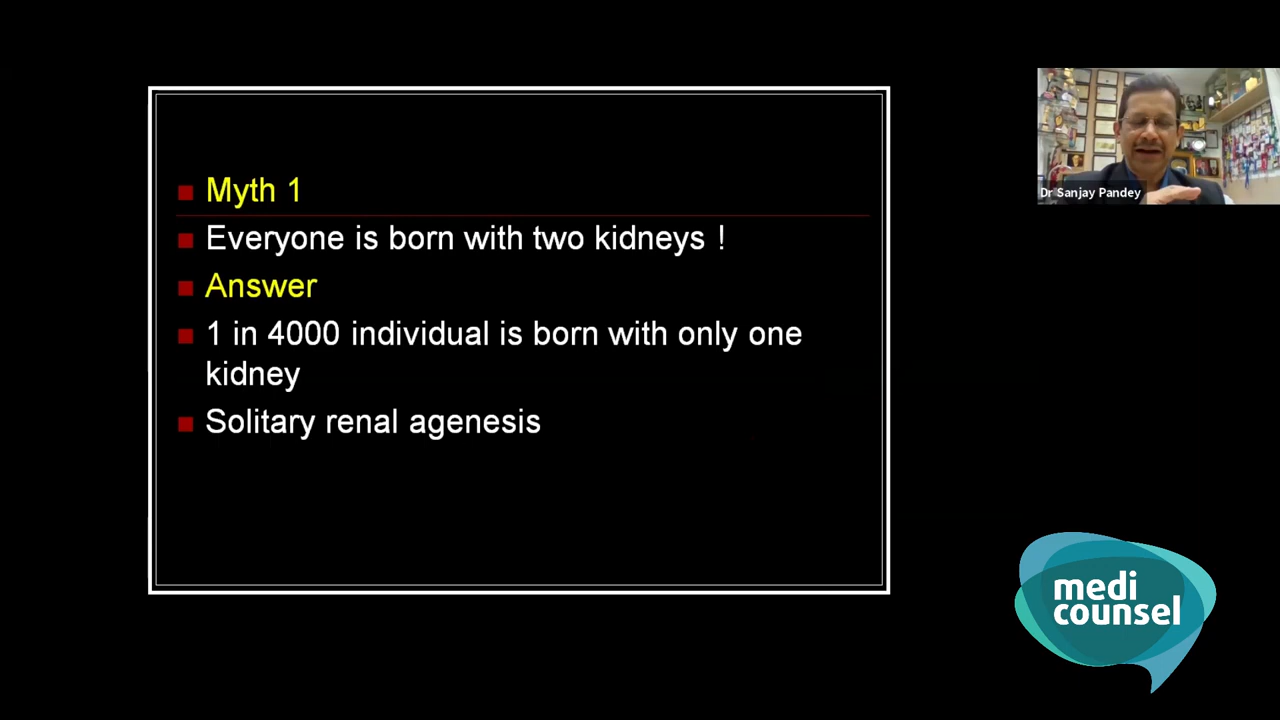 Myth 1
Everyone is born with two kidneys !
Answer
1 in 4000 individual is born with only one
kidney
Solitary renal agenesis
Dr Sanjay Pandey
medi
counsel